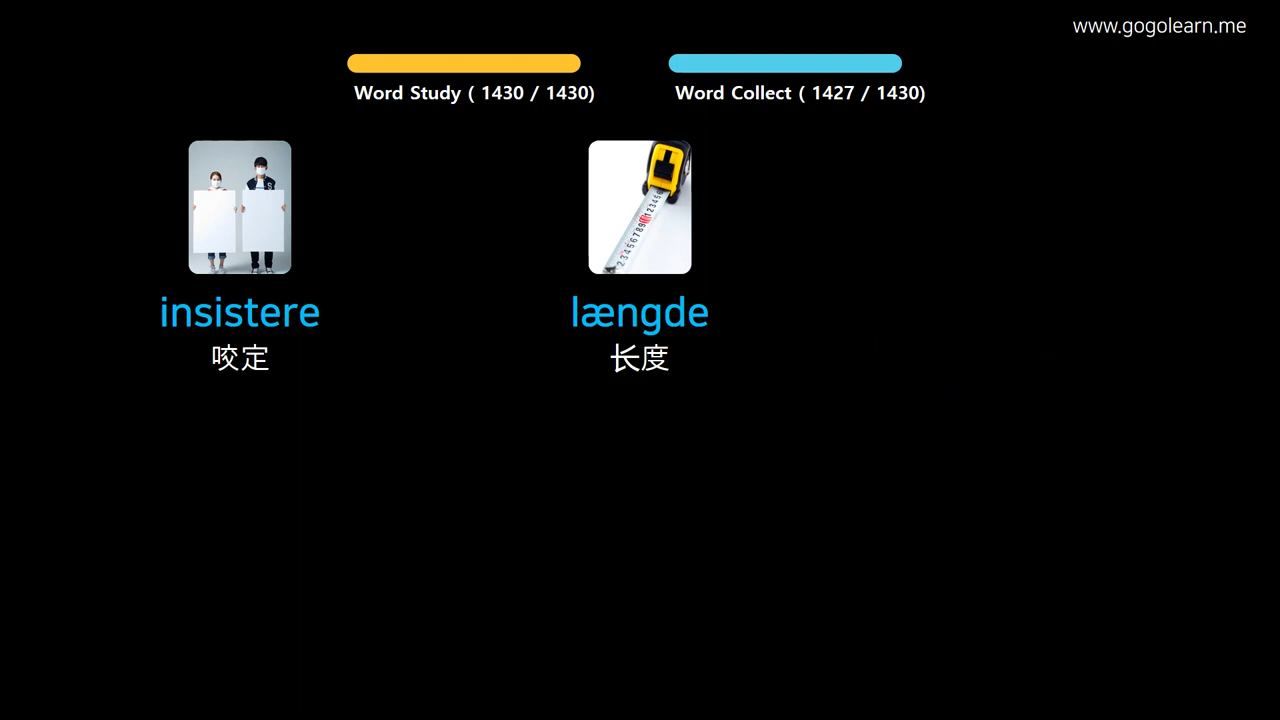 www.gogolearn.me
Word Study ( 1430 / 1430)
Word Collect ( 1427 / 1430)
insistere
咬定
længde
长度